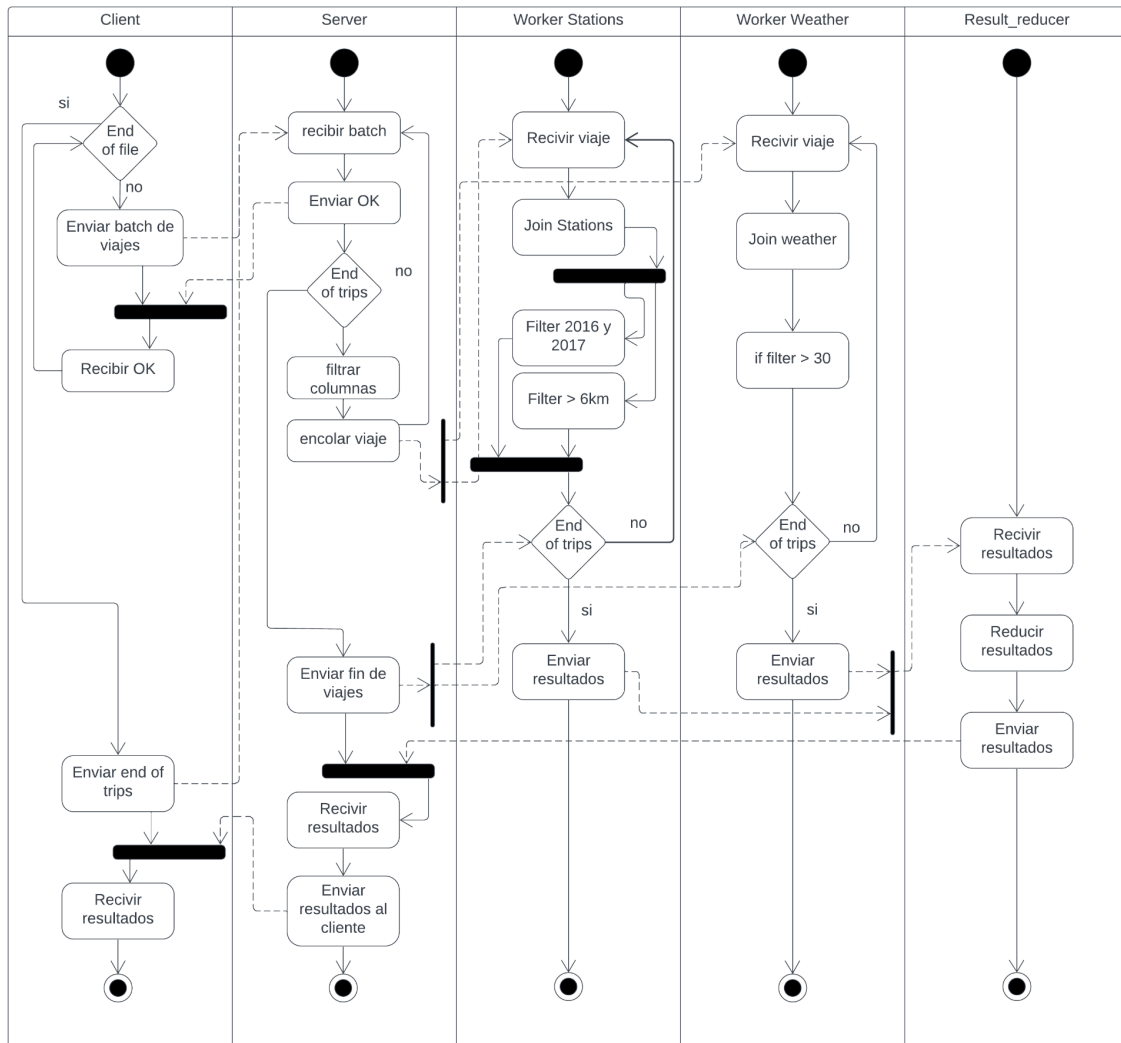 Client
Server
Worker Stations
Worker Weather
Result_reducer
si
End
of file
no
Enviar batch de
viajes
Recibir OK
Enviar end of
trips
Recivir
resultados
recibir batch
Enviar OK
End
of trips
no
filtrar
columnas
encolar viaje
Enviar fin de
viajes
Recivir
resultados
Enviar
resultados al
cliente
Recivir viaje
Join Stations
Filter 2016 y
2017
Filter > 6km
End
of trips
no
si
Enviar
resultados
Recivir viaje
Join weather
if filter > 30
End
of trips
no
si
Enviar
resultados
Recivir
resultados
Reducir
resultados
Enviar
resultados